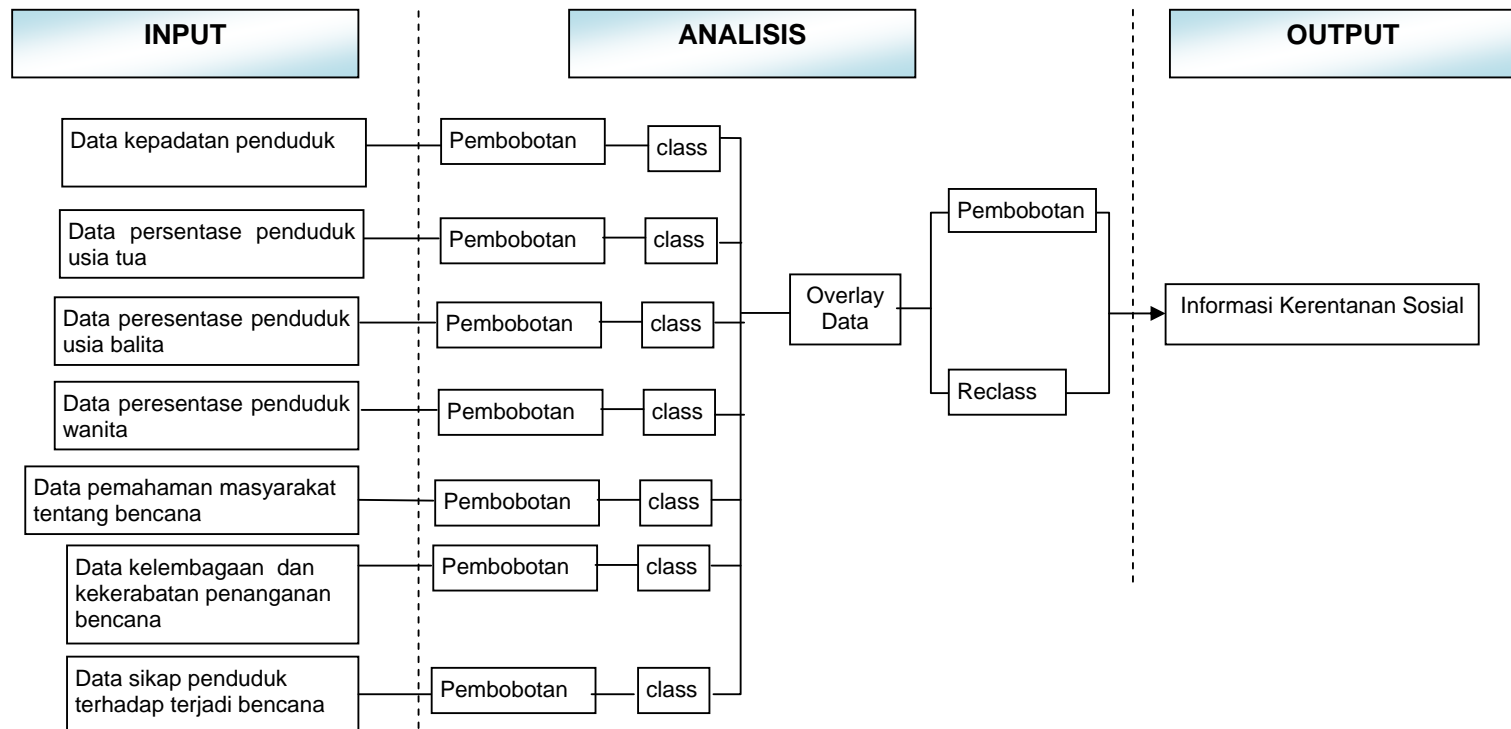 INPUT
ANALISIS
OUTPUT
Data kepadatan penduduk
Pembobotan
class
Data persentase penduduk
usia tua
Pembobotan
class
Data peresentase penduduk
usia balita
Pembobotan
class
Data peresentase penduduk
wanita
Pembobotan
class
Data pemahaman masyarakat
tentang bencana
Pembobotan
class
Data kelembagaan dan
kekerabatan penanganan
bencana
Pembobotan
class
Data sikap penduduk
terhadap terjadi bencana
Pembobotan
class
Overlay
Data
Pembobotan
Reclass
Informasi Kerentanan Sosial